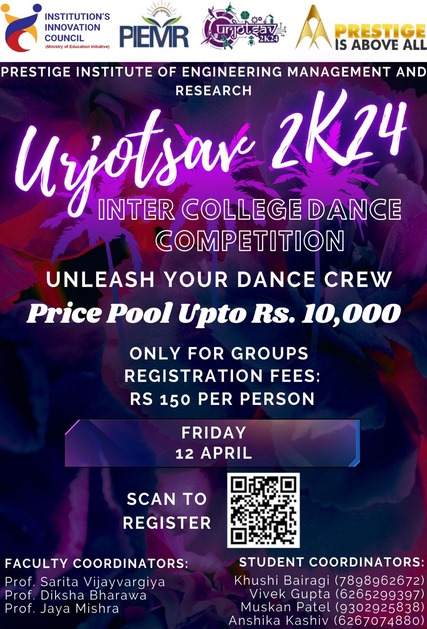 INSTITUTION'S
INNOVATION
COUNCIL
(Ministry of Education Initiative)
PIEMR
urjotsav
2K24
PRESTIGE
IS ABOVE ALL
PRESTIGE INSTITUTE OF ENGINEERING MANAGEMENT AND
RESEARCH
Urjotsav 2K24
INTER COLLEGE DANCE
COMPETITION
UNLEASH YOUR DANCE CREW
Price Pool Upto Rs. 10,000
ONLY FOR GROUPS
REGISTRATION FEES:
RS 150 PER PERSON
FRIDAY
12 APRIL
SCAN TO
REGISTER
FACULTY COORDINATORS:
Prof. Sarita Vijayvargiya
Prof. Diksha Bharawa
Prof. Jaya Mishra
STUDENT COORDINATORS:
Khushi Bairagi (7898962672)
Vivek Gupta (6265299397)
Muskan Patel (9302925838)
Anshika Kashiv (6267074880)